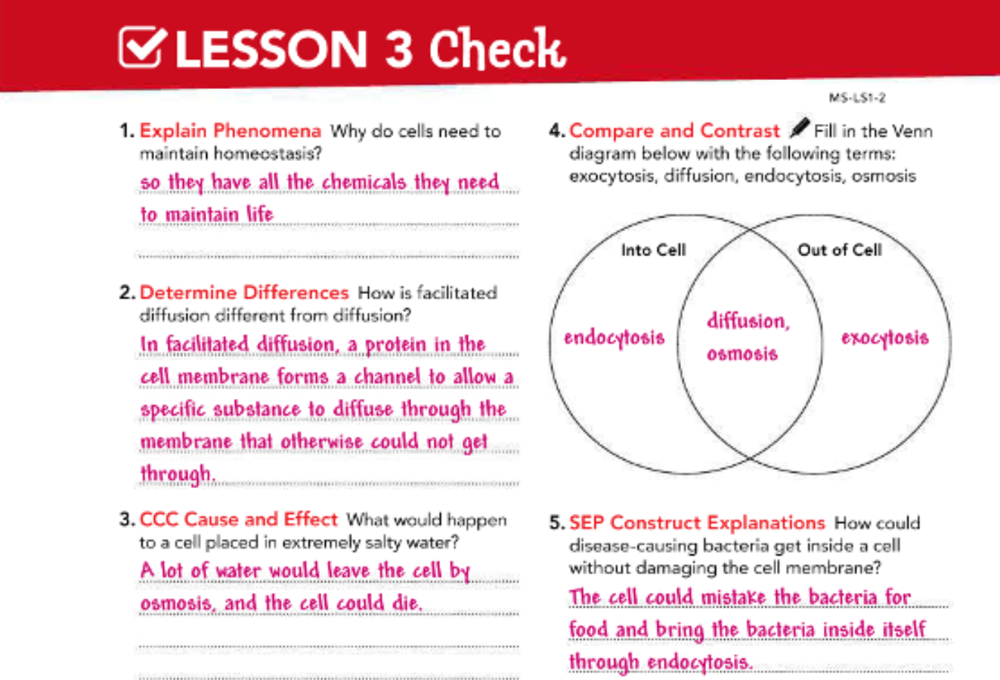 LESSON 3 Check
MS-LS1-2
1. Explain Phenomena Why do cells need to
maintain homeostasis?
so they have all the chemicals they need
to maintain life
2. Determine Differences How is facilitated
diffusion different from diffusion?
In facilitated diffusion, a protein in the
cell membrane forms a channel to allow a
specific substance to diffuse through the
membrane that otherwise could not get
through.
3. CCC Cause and Effect What would happen
to a cell placed in extremely salty water?
A lot of water would leave the cell by
osmosis, and the cell could die.
4. Compare and Contrast Fill in the Venn
diagram below with the following terms:
exocytosis, diffusion, endocytosis, osmosis
Into Cell
Out of Cell
endocytosis
diffusion,
osmosis
exocytosis
5. SEP Construct Explanations How could
disease-causing bacteria get inside a cell
without damaging the cell membrane?
The cell could mistake the bacteria for
food and bring the bacteria inside itself
through endocytosis.